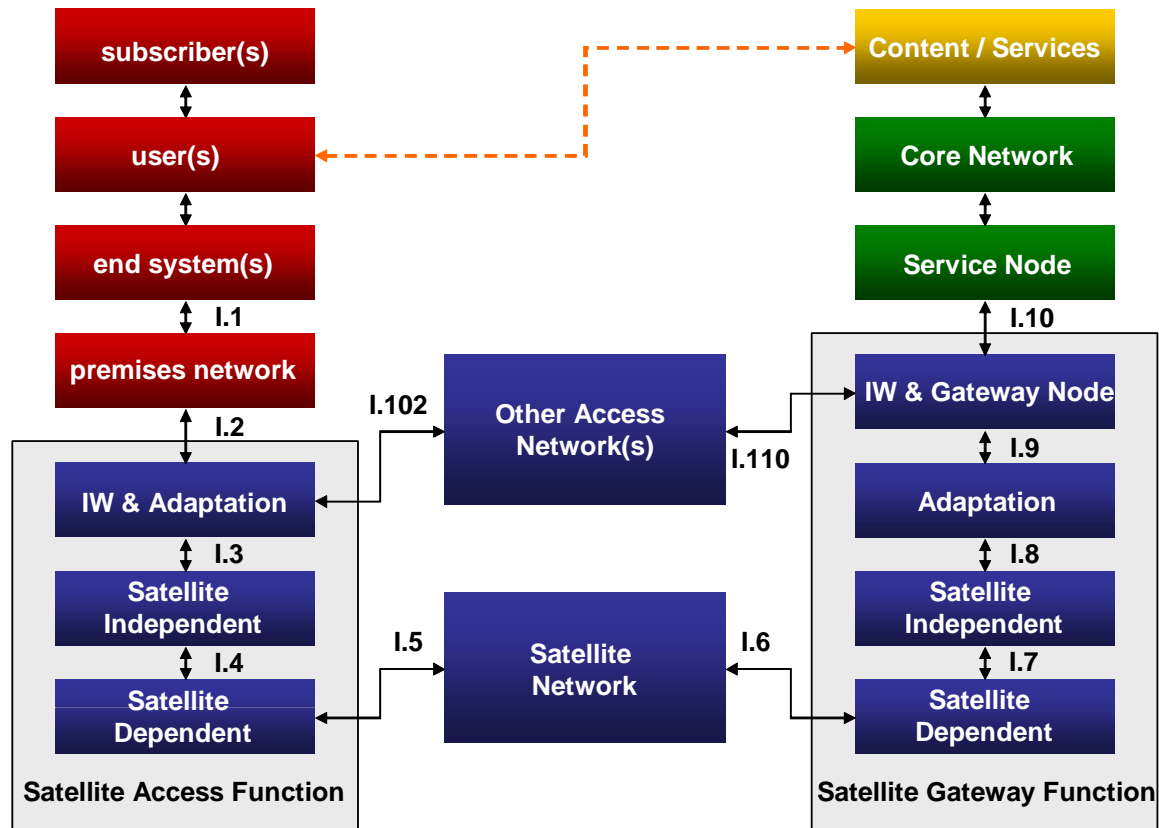 subscriber(s)
Content / Services
user(s)
Core Network
end system(s)
Service Node
I.1
I.10
premises network
Other Access
Network(s)
IW & Gateway Node
I.102
I.2
I.110
I.9
IW & Adaptation
Adaptation
I.3
I.8
Satellite
Independent
Satellite
Network
Satellite
Independent
I.5
I.6
I.4
I.7
Satellite
Dependent
Satellite
Dependent
Satellite Access Function
Satellite Gateway Function